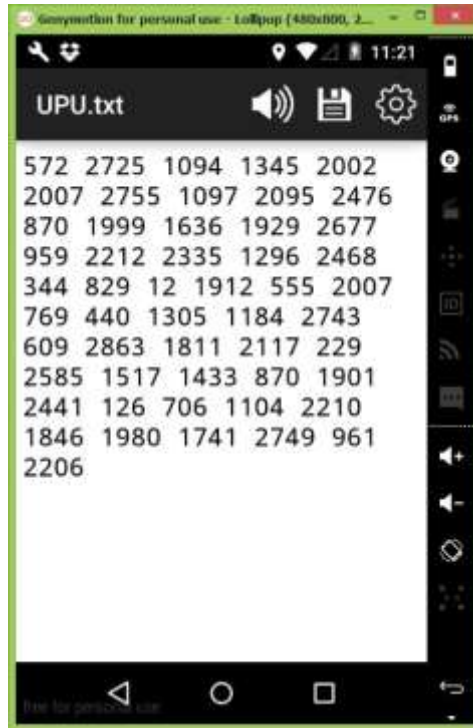 Genymotion for personal use - Lollipop (480x800, 2...
11:21
UPU.txt
GPS
572 2725 1094 1345 2002
2007 2755 1097 2095 2476
870 1999 1636 1929 2677
959 2212 2335 1296 2468
344 829 12 1912 555 2007
769 440 1305 1184 2743
609 2863 1811 2117 229
2585 1517 1433 870 1901
2441 126 706 1104 2210
1846 1980 1741 2749 961
2206
ID
free for personal use